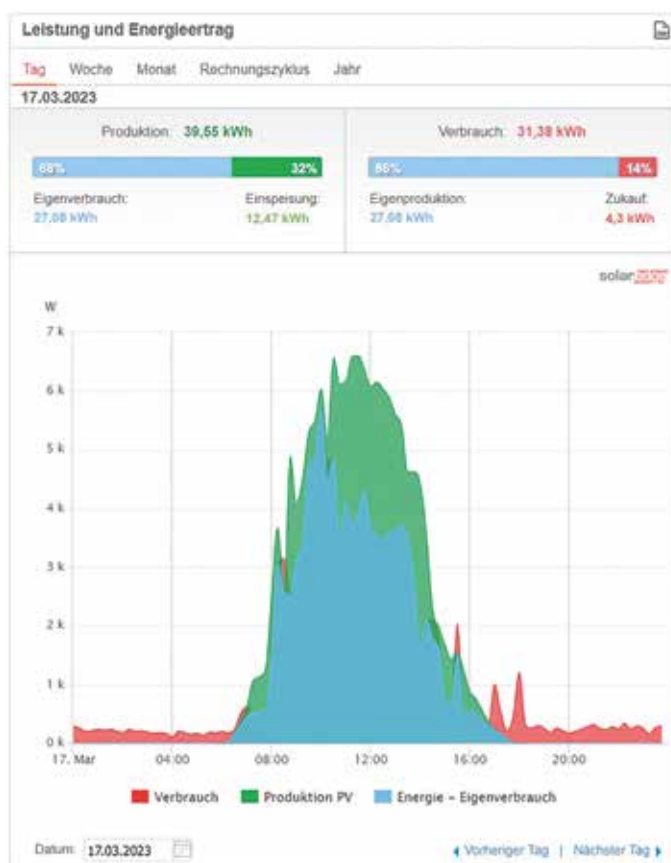 Leistung und Energieertrag
Tag Woche Monat Rechnungszyklus Jahr
17.03.2023
Produktion: 39,55 kWh Verbrauch: 31,38 kWh
68% 32% 86% 14%
Eigenverbrauch: Einspeisung: Eigenproduktion: Zukauf:
27,08 kWh 12,47 kWh 27,08 kWh 4,3 kWh
solar
W
7 k
6 k
5 k
4 k
3 k
2 k
1 k
0 k
17. Mar 04:00 08:00 12:00 16:00 20:00
Verbrauch Produktion PV Energie – Eigenverbrauch
Datum: 17.03.2023 Vorheriger Tag | Nächster Tag